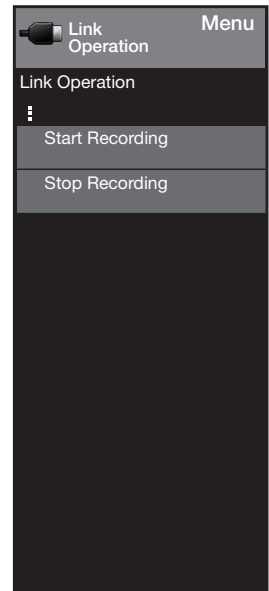 Link
Operation
Menu
Link Operation
Start Recording
Stop Recording